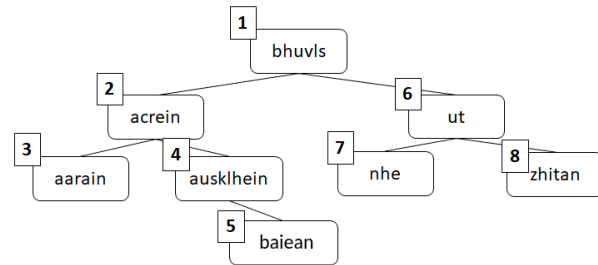 1
bhuvls
2
acrein
6
ut
3
aarain
4
ausklhein
7
nhe
8
zhitan
5
baiean